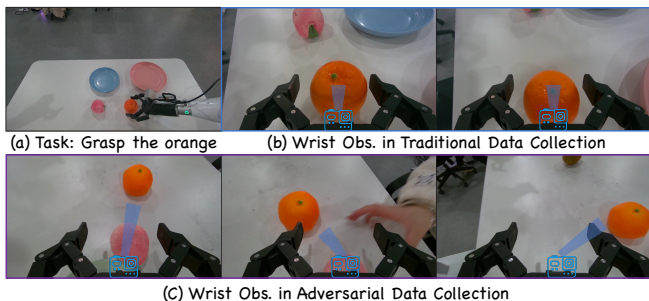 (a) Task: Grasp the orange
(b) Wrist Obs. in Traditional Data Collection
(C) Wrist Obs. in Adversarial Data Collection